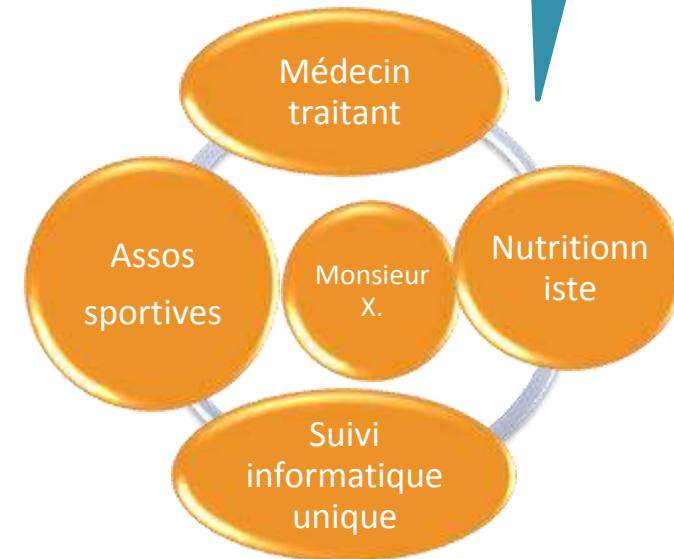 Médecin
traitant
Assos
sportives
Monsieur
X.
Nutritionn
iste
Suivi
informatique
unique